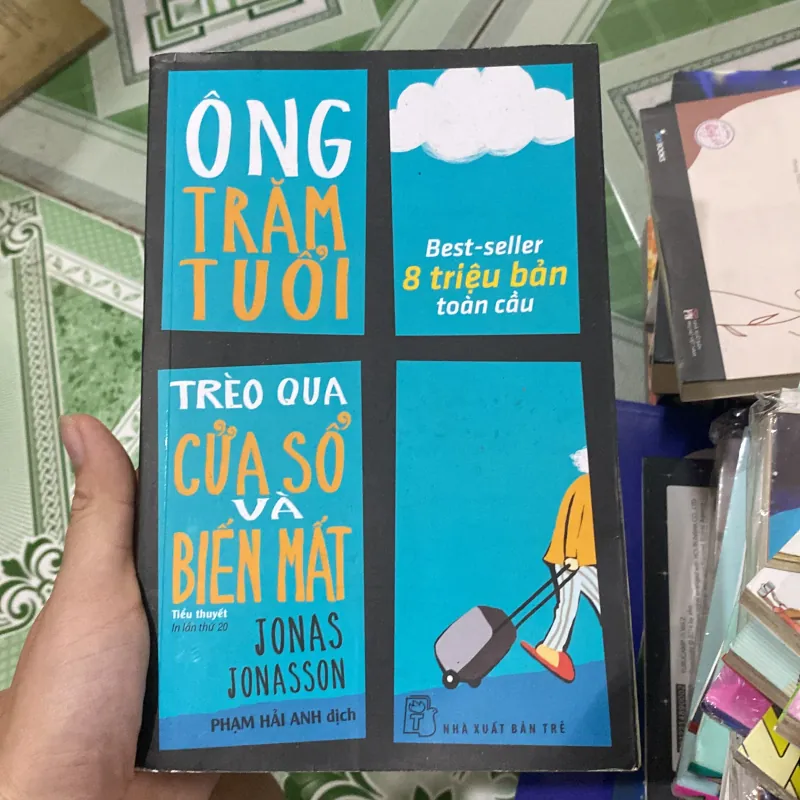 ÔNG
TRĂM
TUỔI
Best-seller
8 triệu bản
toàn cầu
TRÈO QUA
CỬA SỔ
VÀ
BIẾN MẤT
Tiểu thuyết
In lần thứ 20
JONAS
JONASSON
PHẠM HẢI ANH dịch
NHÀ XUẤT BẢN TRẺ